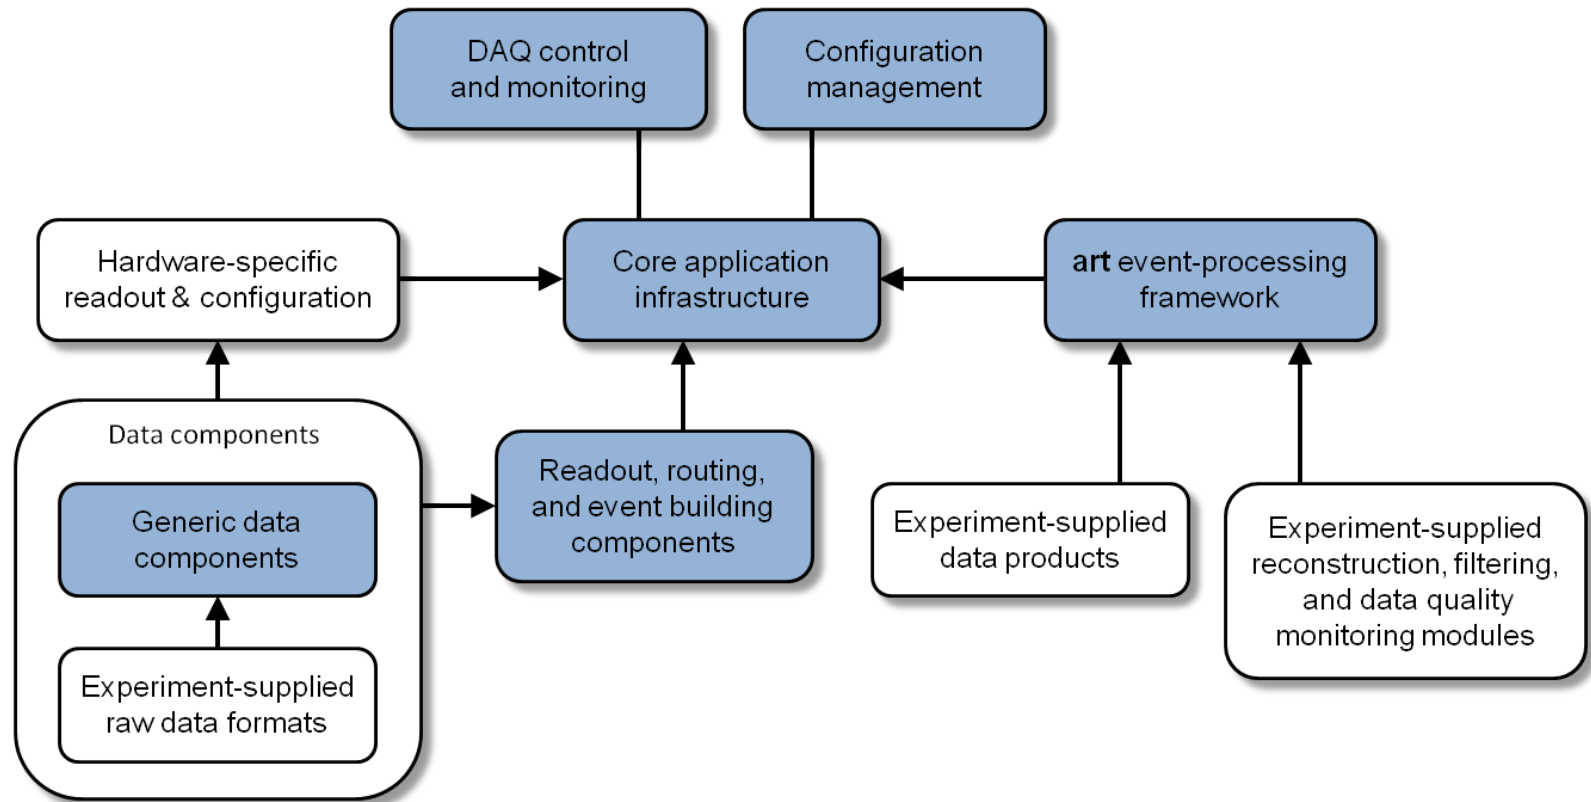 DAQ control
and monitoring
Configuration
management
Hardware-specific
readout & configuration
Core application
infrastructure
art event-processing
framework
Data components
Generic data
components
Experiment-supplied
raw data formats
Readout, routing,
and event building
components
Experiment-supplied
data products
Experiment-supplied
reconstruction, filtering,
and data quality
monitoring modules